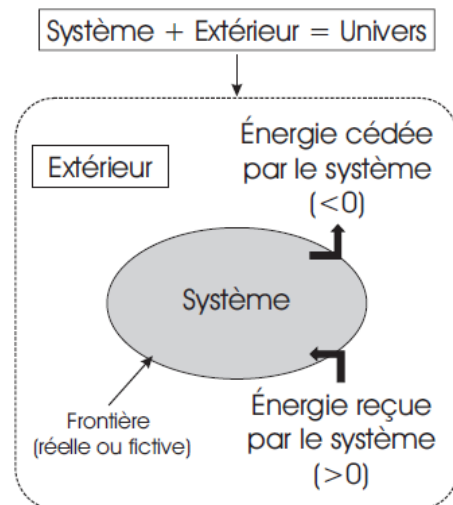 Système + Extérieur = Univers
Énergie cédée
par le système
(<0)
Extérieur
Système
Frontière
(réelle ou fictive)
Énergie reçue
par le système
(>0)